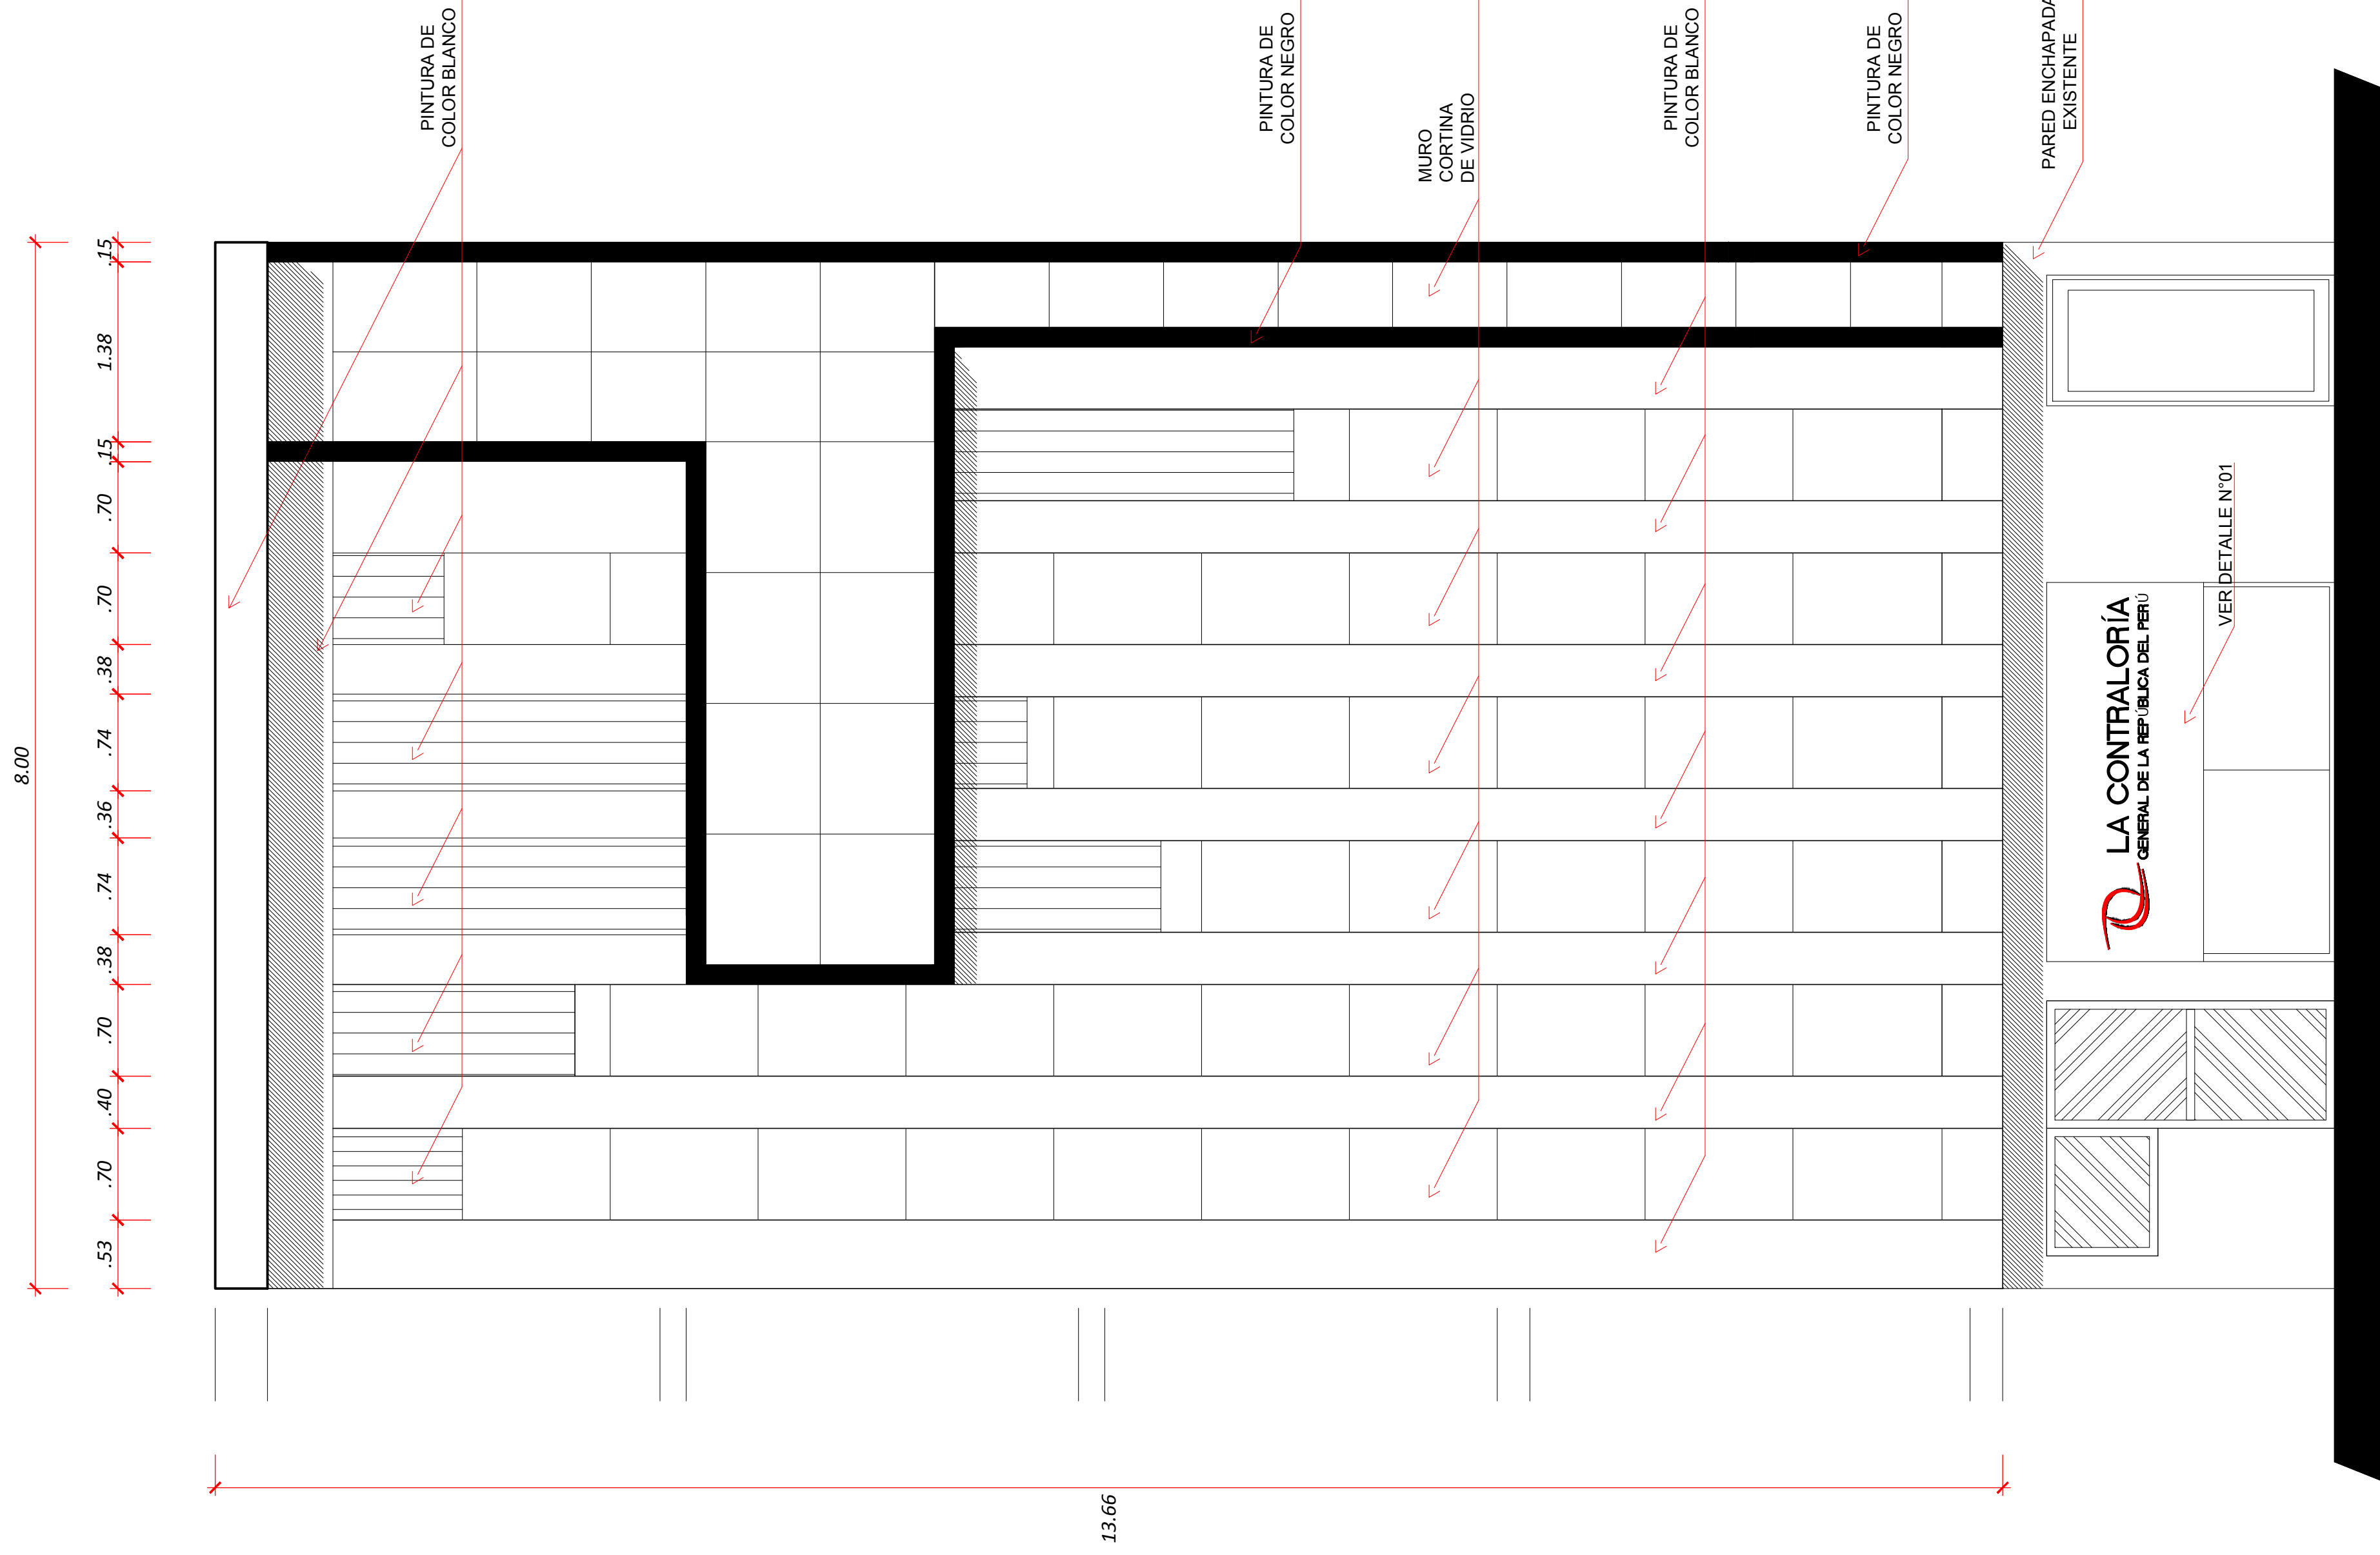 PINTURA DE
COLOR BLANCO
PINTURA DE
COLOR NEGRO
MURO
CORTINA
DE VIDRIO
PINTURA DE
COLOR BLANCO
PINTURA DE
COLOR NEGRO
PARED ENCHAPADA
EXISTENTE
8.00
.15
1.38
.15
.70
.70
.38
.74
.36
.74
.38
.70
.40
.70
.53
13.66
VER DETALLE N°01
LA CONTRALORÍA
GENERAL DE LA REPÚBLICA DEL PERÚ